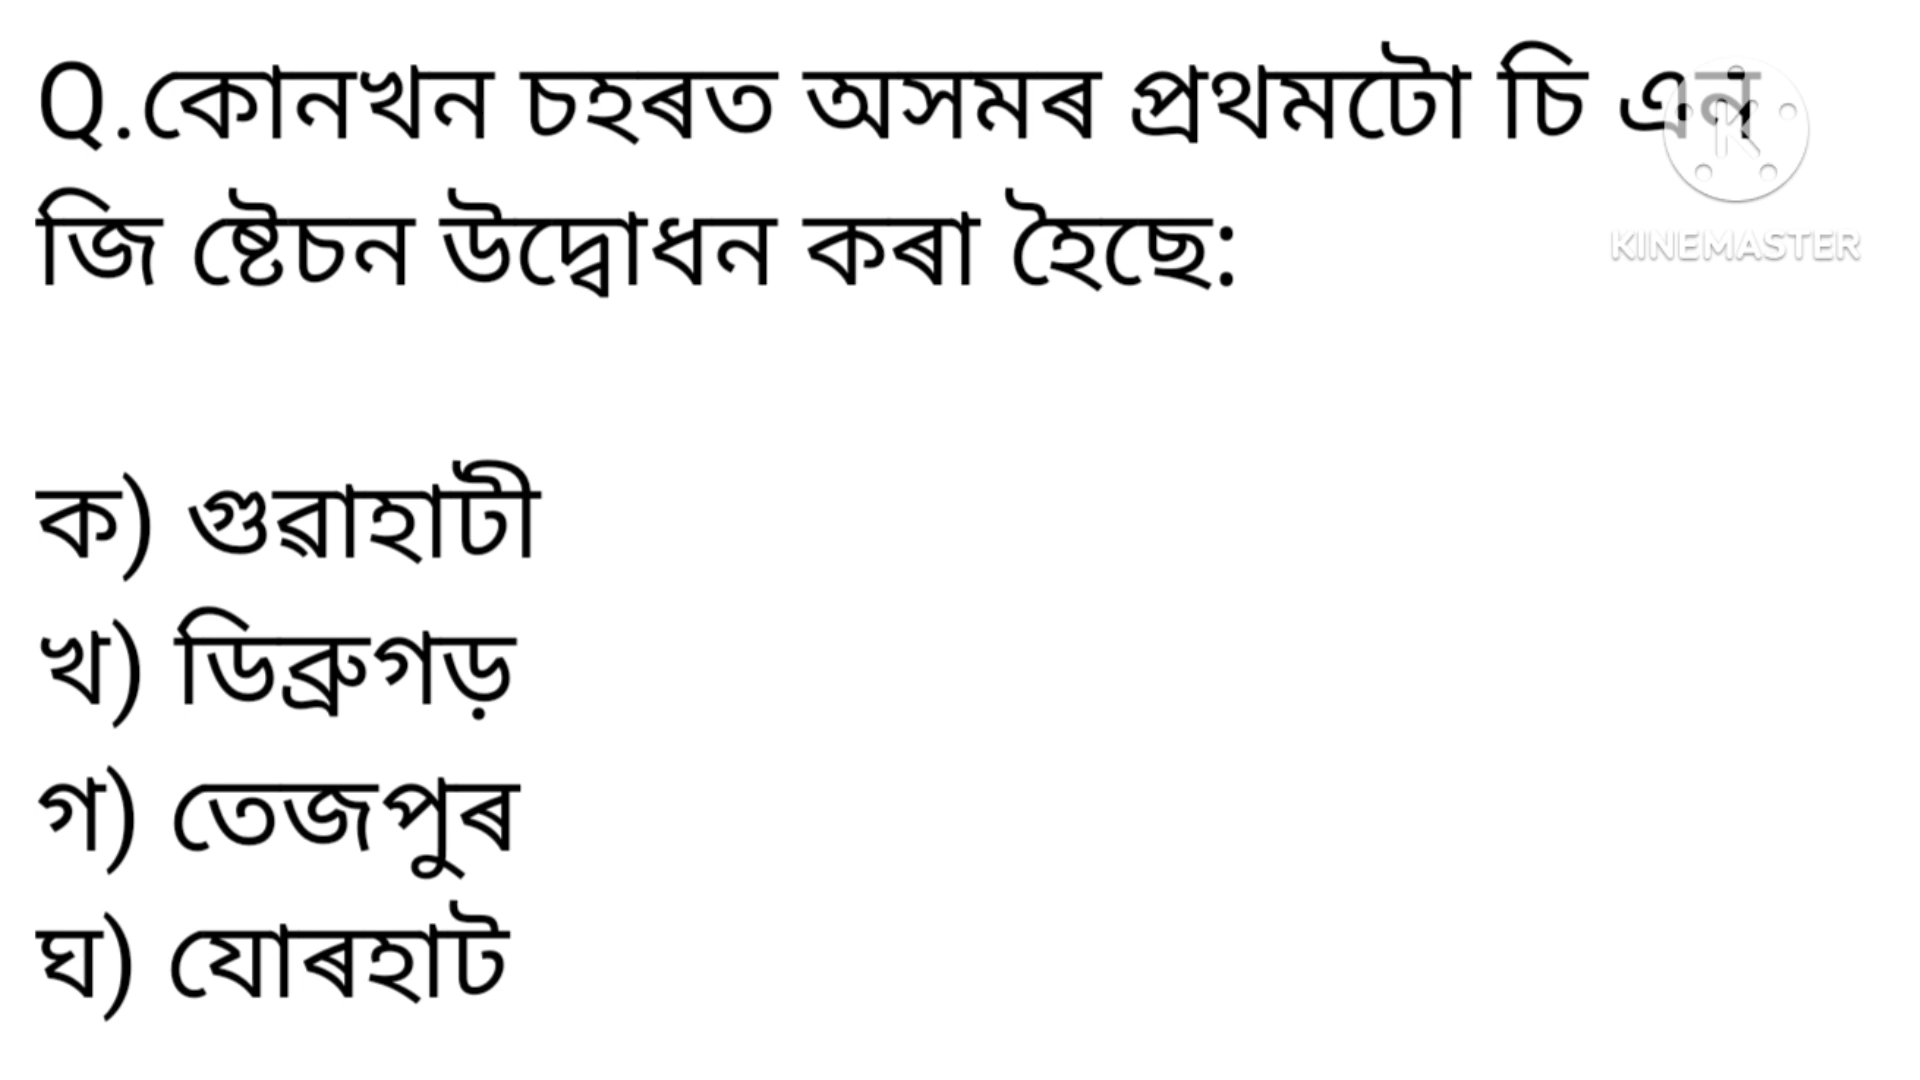 Q.কোনখন চহৰত অসমৰ প্ৰথমটো চি এন
জি ষ্টেচন উদ্বোধন কৰা হৈছে:
KINEMASTER
ক) গুৱাহাটী
খ) ডিব্ৰুগড়
গ) তেজপুৰ
ঘ) যোৰহাট